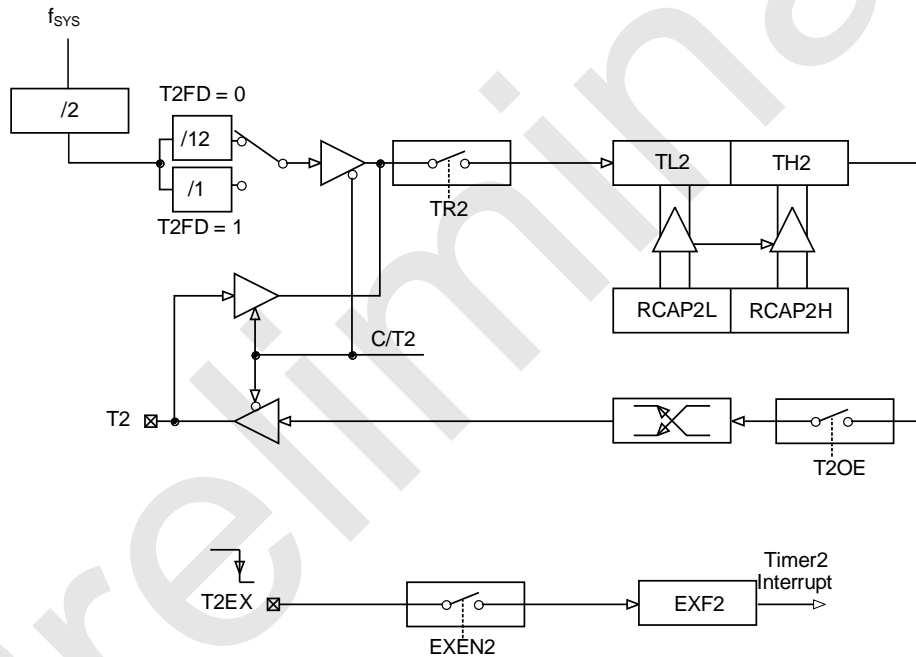 fSYS
/2
T2FD = 0
/12
/1
T2FD = 1
TR2
TL2
TH2
RCAP2L
RCAP2H
C/T2
T2
T2OE
T2EX
EXEN2
EXF2
Timer2
Interrupt
relimina